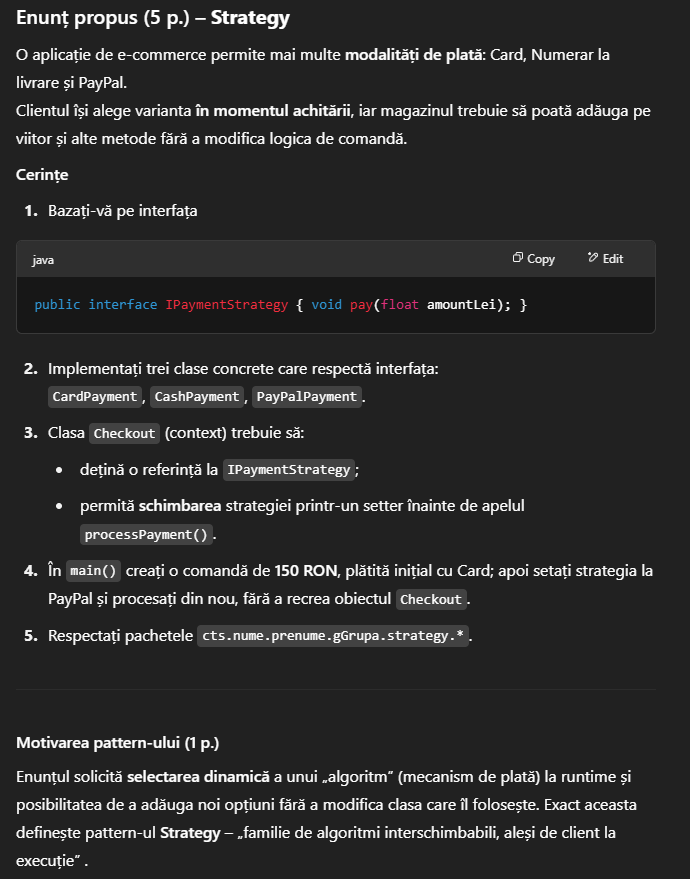 Enunț propus (5 p.) – Strategy
O aplicație de e-commerce permite mai multe modalități de plată: Card, Numerar la
livrare și PayPal.
Clientul își alege varianta în momentul achitării, iar magazinul trebuie să poată adăuga pe
viitor și alte metode fără a modifica logica de comandă.
Cerințe
1. Bazați-vă pe interfața
java Copy Edit
public interface IPaymentStrategy { void pay(float amountLei); }
2. Implementați trei clase concrete care respectă interfața:
CardPayment, CashPayment, PayPalPayment.
3. Clasa Checkout (context) trebuie să:
• dețină o referință la IPaymentStrategy;
• permită schimbarea strategiei printr-un setter înainte de apelul
processPayment().
4. În main() creați o comandă de 150 RON, plătită inițial cu Card; apoi setați strategia la
PayPal și procesați din nou, fără a recrea obiectul Checkout.
5. Respectați pachetele cts.nume.prenume.gGrupa.strategy.*.
Motivarea pattern-ului (1 p.)
Enunțul solicită selectarea dinamică a unui „algoritm” (mecanism de plată) la runtime și
posibilitatea de a adăuga noi opțiuni fără a modifica clasa care îl folosește. Exact aceasta
definește pattern-ul Strategy – „familie de algoritmi interschimbabili, aleși de client la
execuție” .